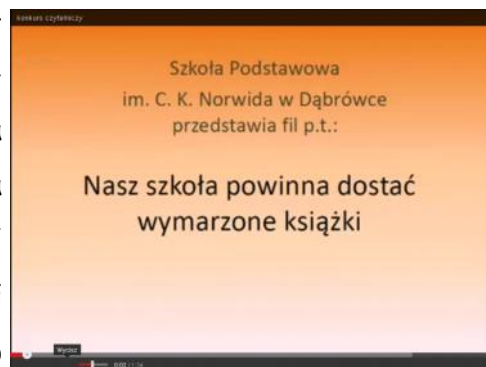 konkurs czytelniczy
Szkoła Podstawowa
im. C. K. Norwida w Dąbrówce
przedstawia fil p.t.:
Nasz szkoła powinna dostać
wymarzone książki
Wycisz